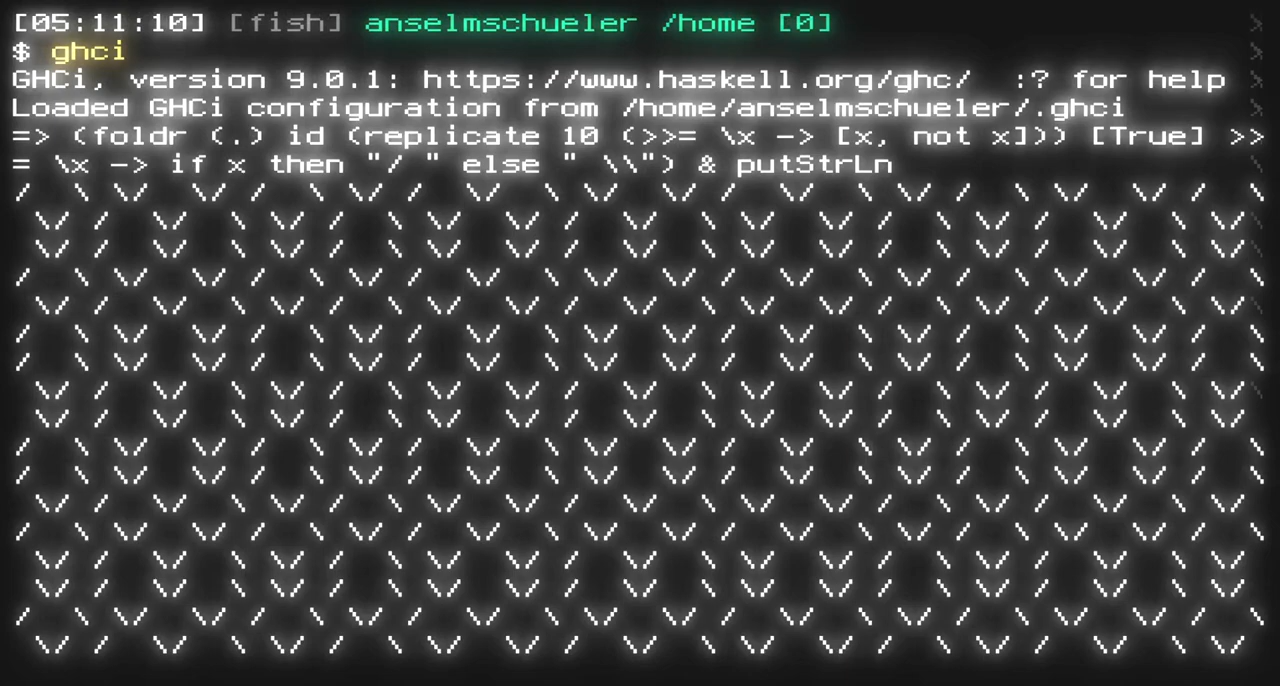 [05:11:10] [fish] anselmschueler /home [0]
$ ghci
GHCi, version 9.0.1: https://www.haskell.org/ghc/  :? for help
Loaded GHCi configuration from /home/anselmschueler/.ghci
=> (foldr (.) id (replicate 10 (>>= \x -> [x, not x])) [True] >>
= \x -> if x then "/ " else " \\") & putStrLn
/  \ \/  \/ /  \ \/ /  \/  \ \/  \/ /  \/  \ \/ /  \ \/  \/ /  \
 \/ /  \/  \ \/ /  \ \/  \/ /  \/  \ \/  \/ /  \ \/ /  \/  \ \/ 
 \/ /  \/  \ \/ /  \ \/  \/ /  \/  \ \/  \/ /  \ \/ /  \/  \ \/ 
/  \ \/  \/ /  \ \/ /  \/  \ \/  \/ /  \/  \ \/ /  \ \/  \/ /  \
 \/ /  \/  \ \/ /  \ \/  \/ /  \/  \ \/  \/ /  \ \/ /  \/  \ \/ 
/  \ \/  \/ /  \ \/ /  \/  \ \/  \/ /  \/  \ \/ /  \ \/  \/ /  \
/  \ \/  \/ /  \ \/ /  \/  \ \/  \/ /  \/  \ \/ /  \ \/  \/ /  \
 \/ /  \/  \ \/ /  \ \/  \/ /  \/  \ \/  \/ /  \ \/ /  \/  \ \/ 
 \/ /  \/  \ \/ /  \ \/  \/ /  \/  \ \/  \/ /  \ \/ /  \/  \ \/ 
/  \ \/  \/ /  \ \/ /  \/  \ \/  \/ /  \/  \ \/ /  \ \/  \/ /  \
/  \ \/  \/ /  \ \/ /  \/  \ \/  \/ /  \/  \ \/ /  \ \/  \/ /  \
 \/ /  \/  \ \/ /  \ \/  \/ /  \/  \ \/  \/ /  \ \/ /  \/  \ \/ 
/  \ \/  \/ /  \ \/ /  \/  \ \/  \/ /  \/  \ \/ /  \ \/  \/ /  \
 \/ /  \/  \ \/ /  \ \/  \/ /  \/  \ \/  \/ /  \ \/ /  \/  \ \/ 
 \/ /  \/  \ \/ /  \ \/  \/ /  \/  \ \/  \/ /  \ \/ /  \/  \ \/ 
/  \ \/  \/ /  \ \/ /  \/  \ \/  \/ /  \/  \ \/ /  \ \/  \/ /  \
 \/ /  \/  \ \/ /  \ \/  \/ /  \/  \ \/  \/ /  \ \/ /  \/  \ \/